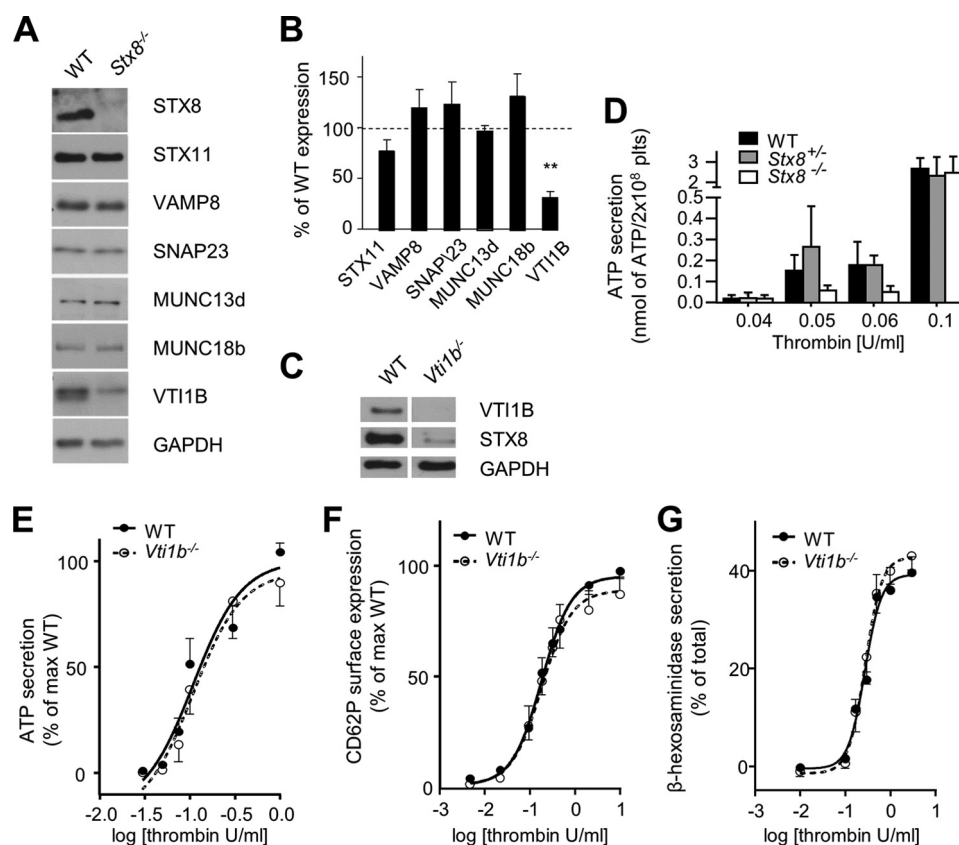 A
WT
Stx8-/-
STX8
STX11
VAMP8
SNAP23
MUNC13d
MUNC18b
VTI1B
GAPDH
B
% of WT expression
150
100
50
0
**
STX11
VAMP8
SNAP\23
MUNC13d
MUNC18b
VTI1B
C
WT
Vti1b-/-
VTI1B
STX8
GAPDH
D
WT
Stx8+/-
Stx8 -/-
ATP secretion
(nmol of ATP/2x10⁸ plts)
3
2
0.5
0.4
0.3
0.2
0.1
0.0
0.04
0.05
0.06
0.1
Thrombin [U/ml]
E
WT
Vti1b-/-
ATP secretion
(% of max WT)
100
50
0
-2.0
-1.5
-1.0
-0.5
0.0
log [thrombin U/ml]
F
WT
Vti1b-/-
CD62P surface expression
(% of max WT)
100
50
0
-3
-2
-1
0
1
log [thrombin U/ml]
G
WT
Vti1b-/-
β-hexosaminidase secretion
(% of total)
40
20
0
-3
-2
-1
0
1
log [thrombin U/ml]